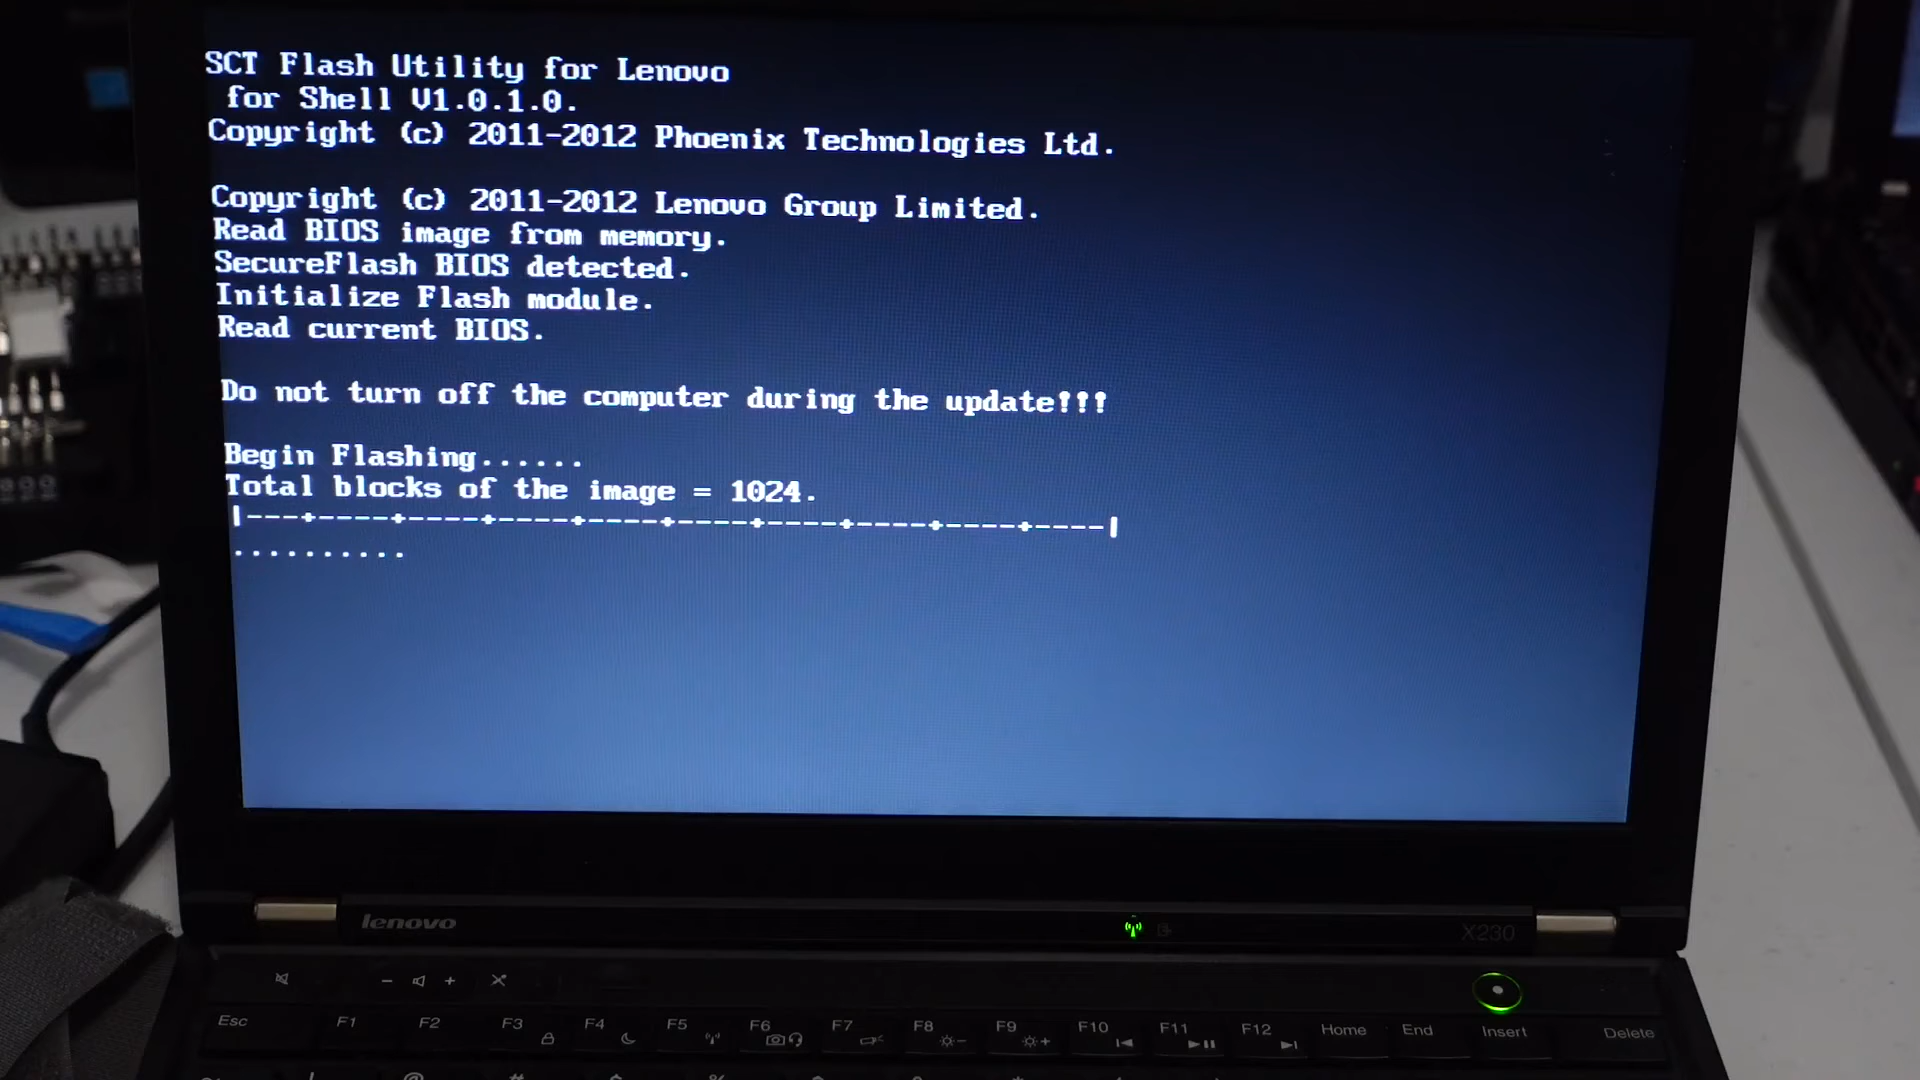 SCT Flash Utility for Lenovo
for Shell V1.0.1.0.
Copyright (c) 2011-2012 Phoenix Technologies Ltd.
Copyright (c) 2011-2012 Lenovo Group Limited.
Read BIOS image from memory.
SecureFlash BIOS detected.
Initialize Flash module.
Read current BIOS.
Do not turn off the computer during the update!!!
Begin Flashing......
Total blocks of the image = 1024.
|---+----+----+----+----+----+----+----+----+----|
..........
lenovo X230
- +
Esc F1 F2 F3 F4 F5 F6 F7 F8 F9 F10 F11 F12 Home End Insert Delete